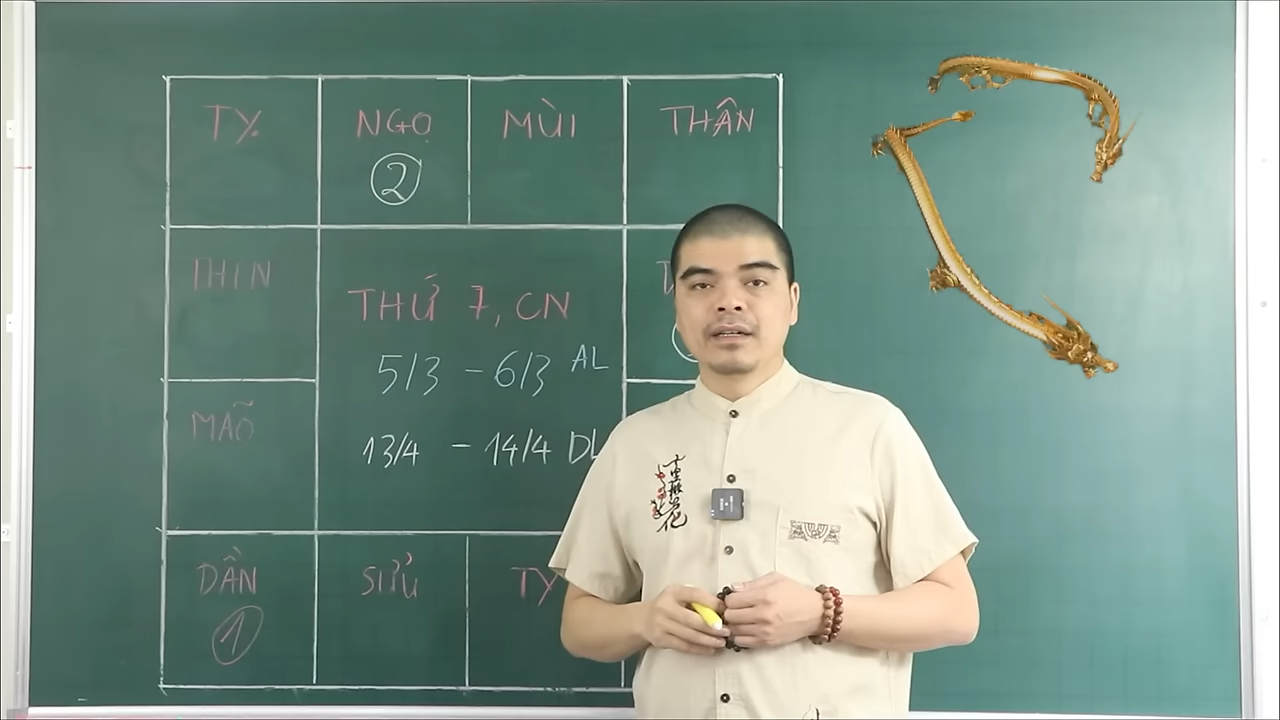 TỴ NGỌ MÙI THÂN
2
THÌN
THỨ 7, CN
5/3 - 6/3 AL
MÃO
13/4 - 14/4 DL
DẦN SỬU TÝ
1